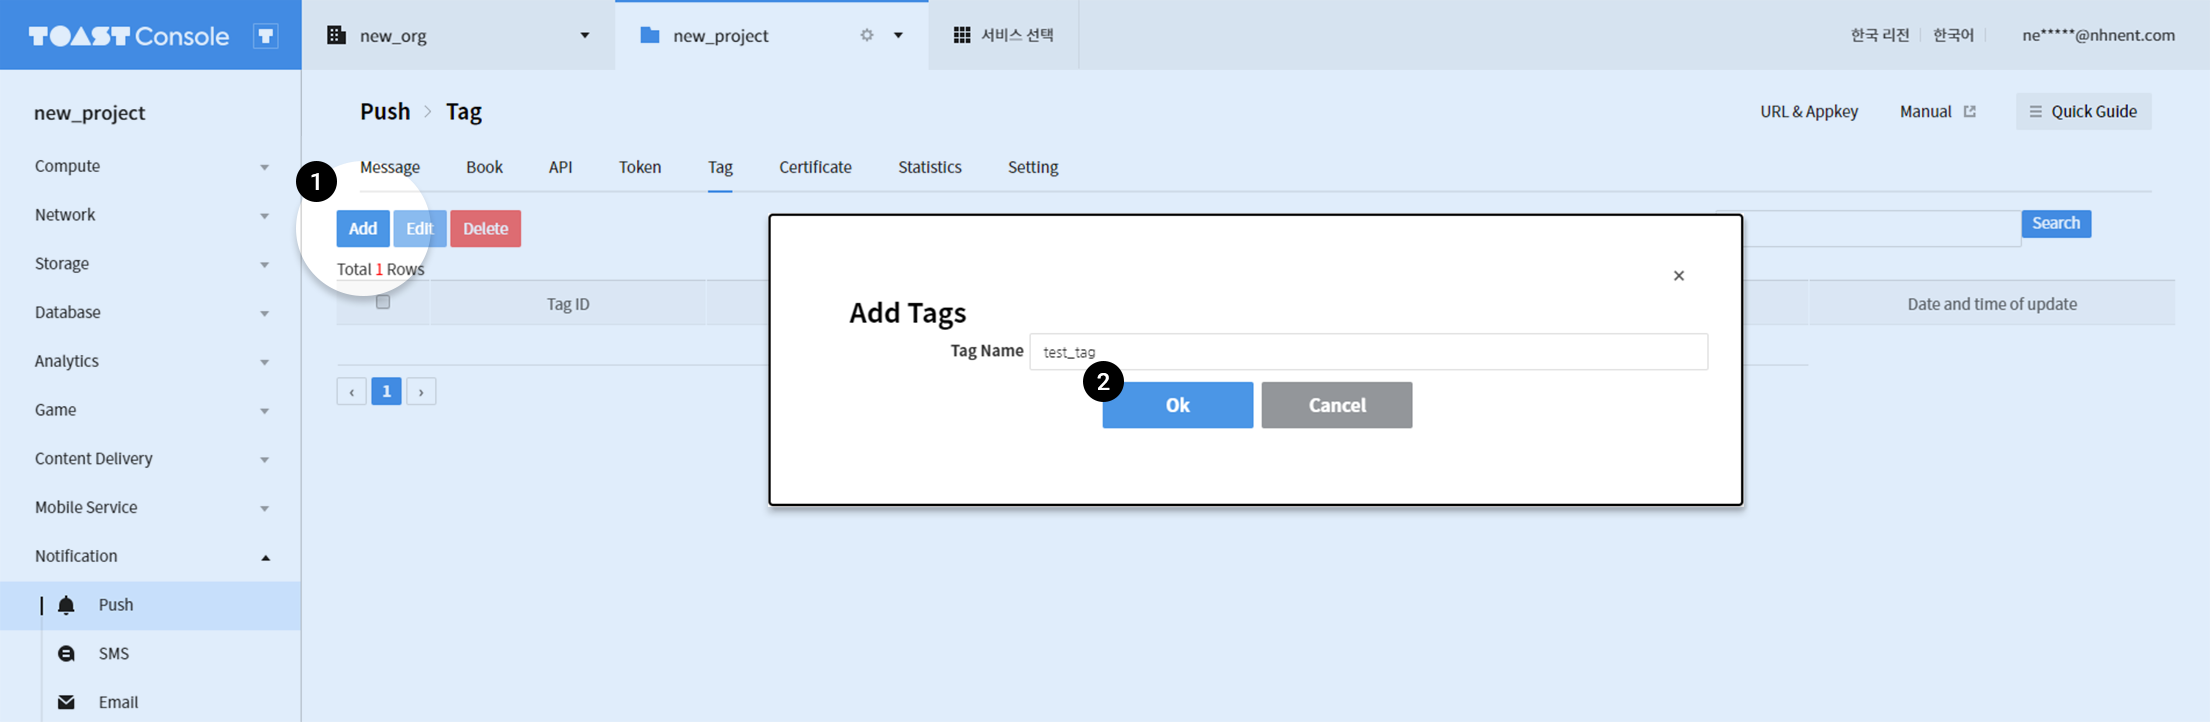 TOAST Console T
new_org
new_project
서비스 선택
한국 리전
한국어
ne*****@nhnent.com
new_project
Compute
Network
Storage
Database
Analytics
Game
Content Delivery
Mobile Service
Notification
Push
SMS
Email
Push > Tag
URL & Appkey
Manual
Quick Guide
Message Book API Token Tag Certificate Statistics Setting
1
Add Edit Delete
Search
Total 1 Rows
Tag ID
Date and time of update
‹ 1 ›
×
Add Tags
Tag Name test_tag
2
Ok Cancel